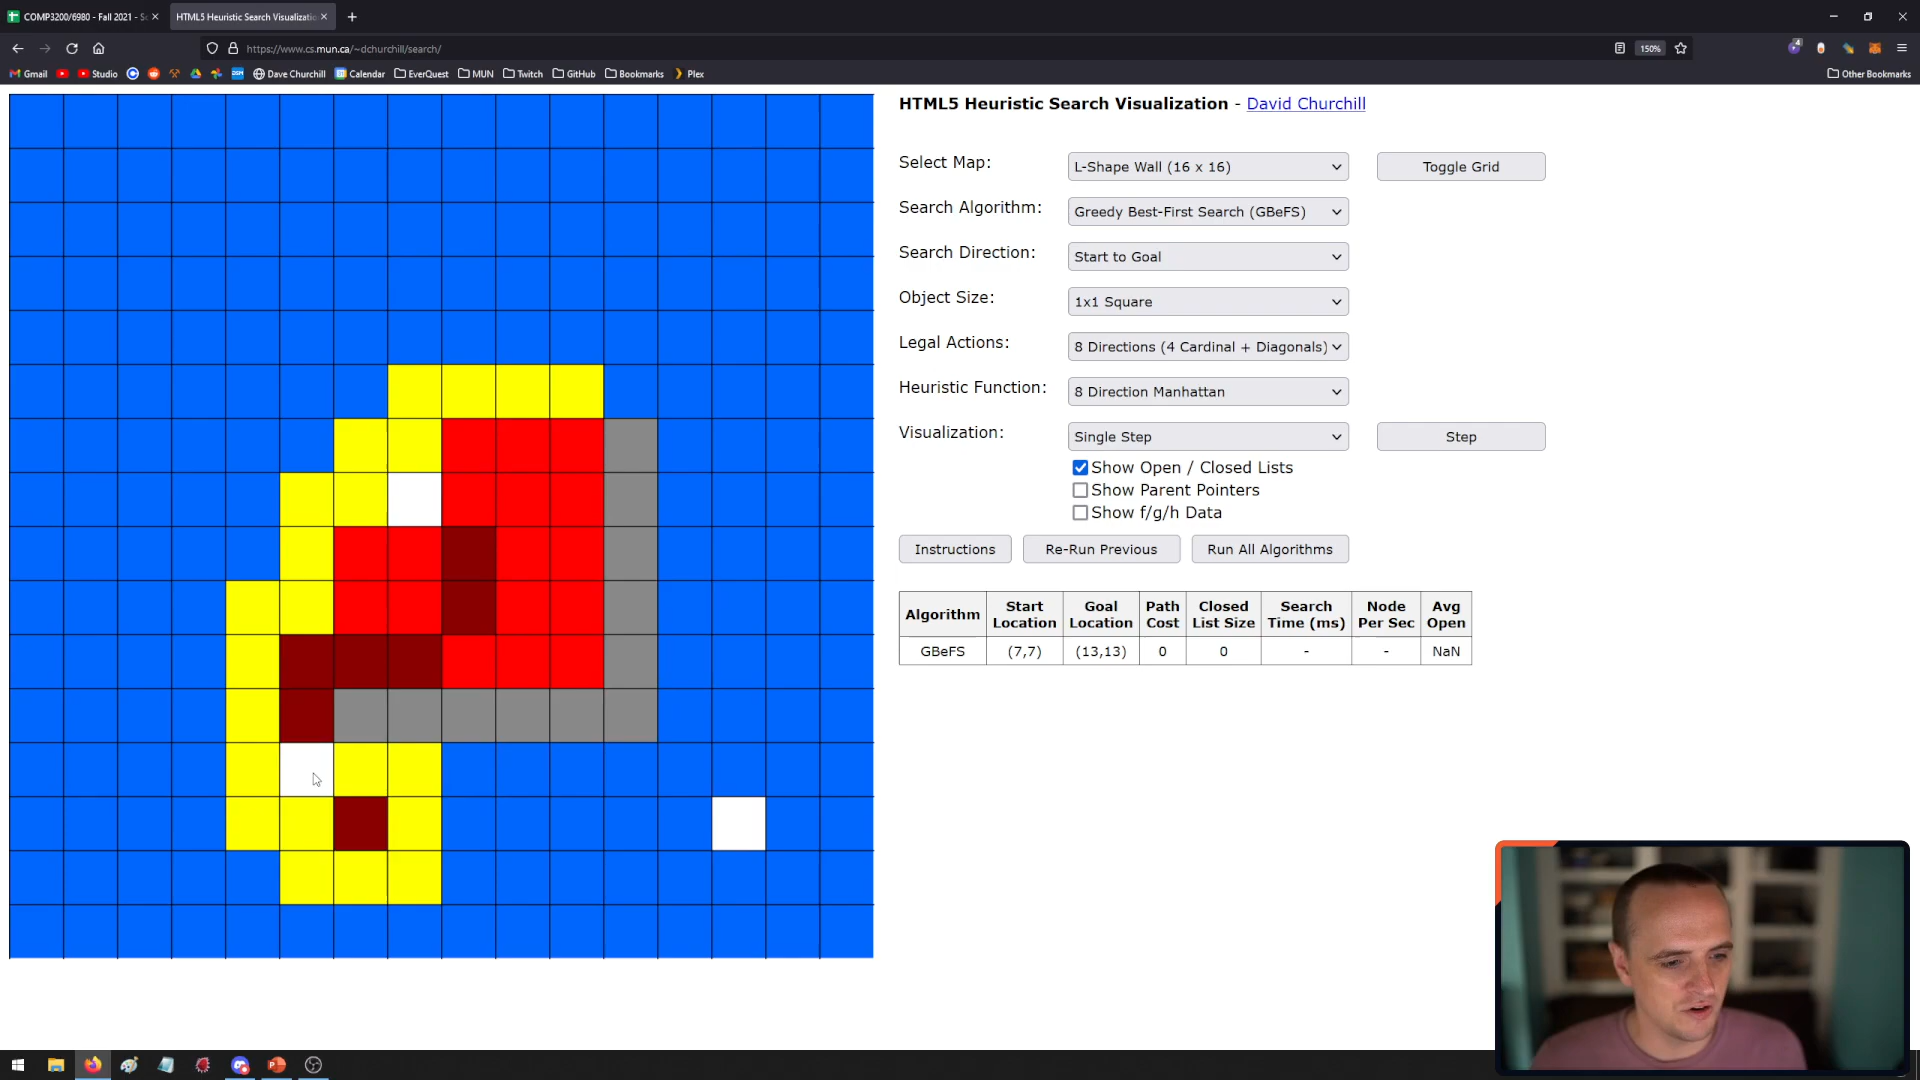 COMP3200/6980 - Fall 2021 - Sc
HTML5 Heuristic Search Visualizatio
https://www.cs.mun.ca/~dchurchill/search/
150%
4
Gmail
Studio
DSM
Dave Churchill
Calendar
EverQuest
MUN
Twitch
GitHub
Bookmarks
Plex
Other Bookmarks
HTML5 Heuristic Search Visualization - David Churchill
Select Map:
L-Shape Wall (16 x 16)
Toggle Grid
Search Algorithm:
Greedy Best-First Search (GBeFS)
Search Direction:
Start to Goal
Object Size:
1x1 Square
Legal Actions:
8 Directions (4 Cardinal + Diagonals)
Heuristic Function:
8 Direction Manhattan
Visualization:
Single Step
Step
Show Open / Closed Lists
Show Parent Pointers
Show f/g/h Data
Instructions
Re-Run Previous
Run All Algorithms
Algorithm Start Location Goal Location Path Cost Closed List Size Search Time (ms) Node Per Sec Avg Open
GBeFS (7,7) (13,13) 0 0 - - NaN